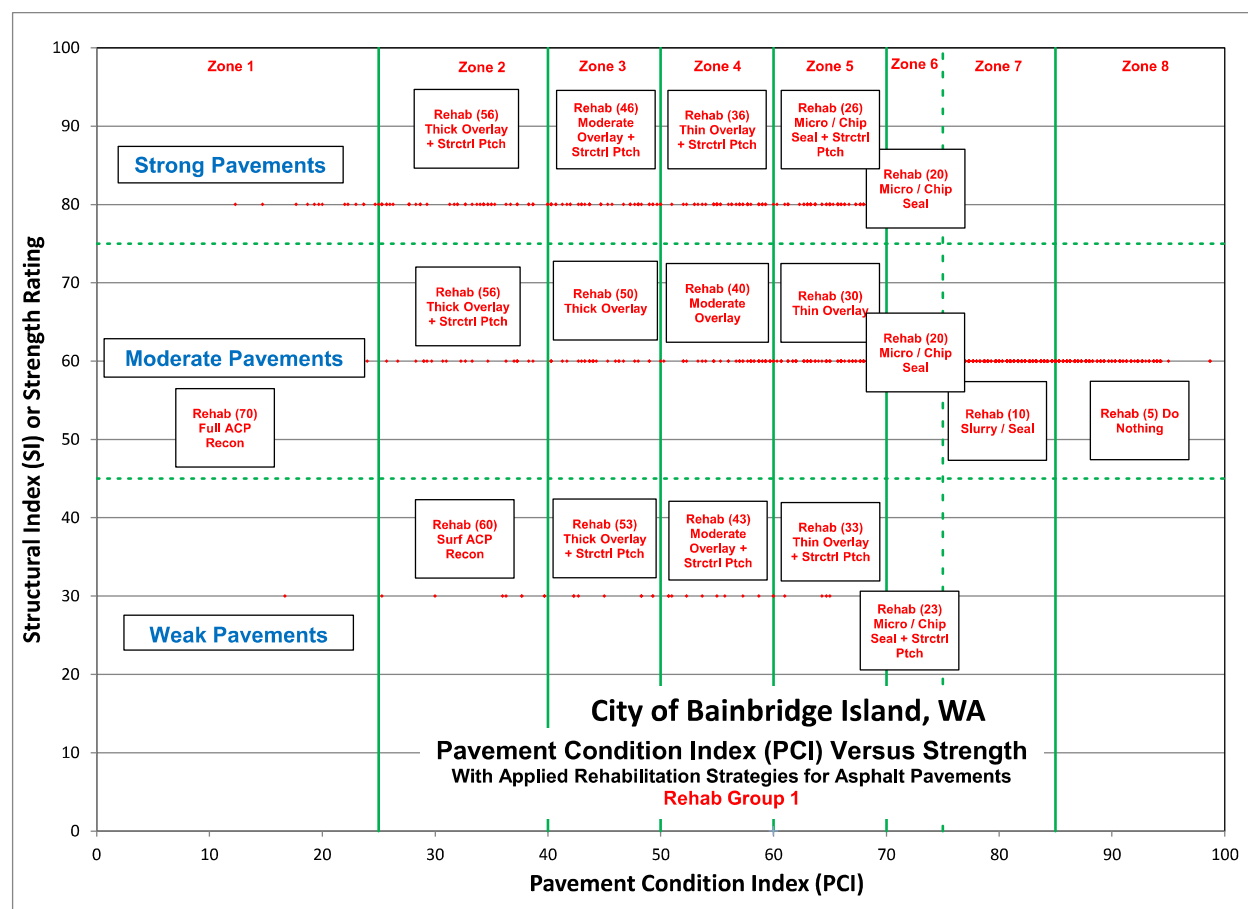 Zone 1
Zone 2
Zone 3
Zone 4
Zone 5
Zone 6
Zone 7
Zone 8
Rehab (56)
Thick Overlay
+ Strctrl Ptch
Rehab (46)
Moderate
Overlay +
Strctrl Ptch
Rehab (36)
Thin Overlay
+ Strctrl Ptch
Rehab (26)
Micro / Chip
Seal + Strctrl
Ptch
Strong Pavements
Rehab (20)
Micro / Chip
Seal
Rehab (56)
Thick Overlay
+ Strctrl Ptch
Rehab (50)
Thick Overlay
Rehab (40)
Moderate
Overlay
Rehab (30)
Thin Overlay
Rehab (20)
Micro / Chip
Seal
Moderate Pavements
Rehab (70)
Full ACP
Recon
Rehab (10)
Slurry / Seal
Rehab (5) Do
Nothing
Rehab (60)
Surf ACP
Recon
Rehab (53)
Thick Overlay
+ Strctrl Ptch
Rehab (43)
Moderate
Overlay +
Strctrl Ptch
Rehab (33)
Thin Overlay
+ Strctrl Ptch
Weak Pavements
Rehab (23)
Micro / Chip
Seal + Strctrl
Ptch
City of Bainbridge Island, WA
Pavement Condition Index (PCI) Versus Strength
With Applied Rehabilitation Strategies for Asphalt Pavements
Rehab Group 1
Structural Index (SI) or Strength Rating
100
90
80
70
60
50
40
30
20
10
0
0
10
20
30
40
50
60
70
80
90
100
Pavement Condition Index (PCI)